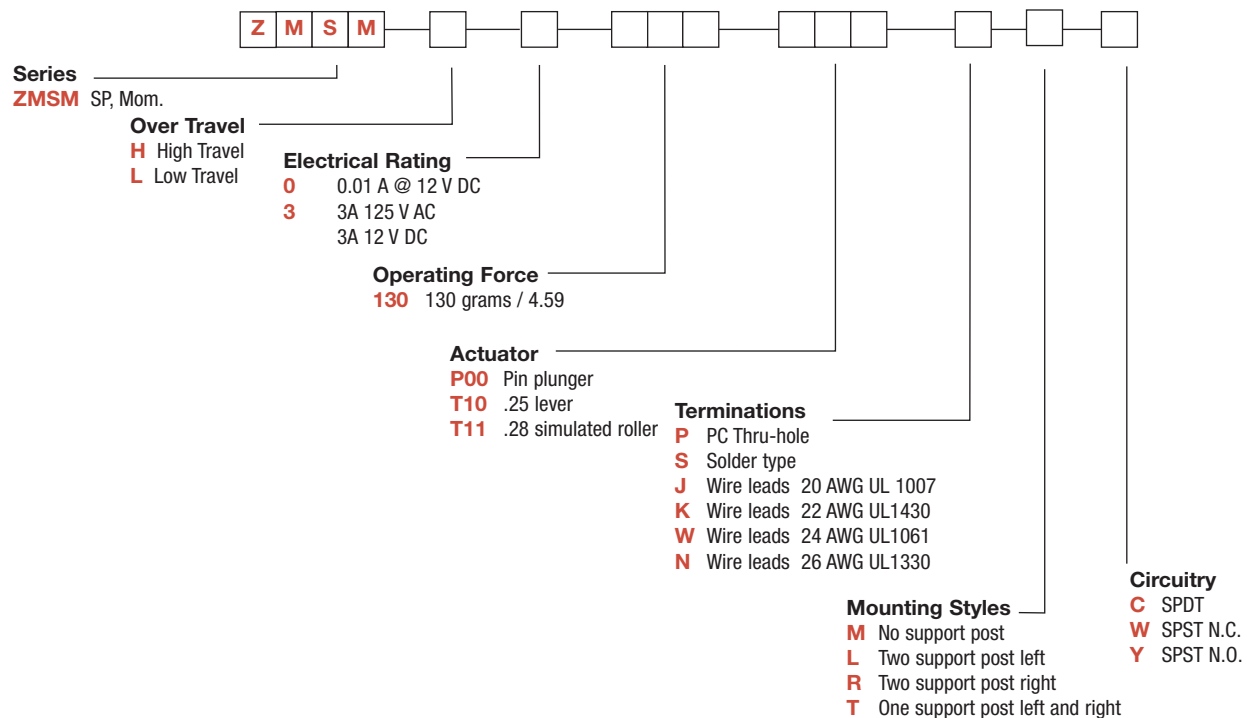 Z M S M
Series
ZMSM SP, Mom.
Over Travel
H High Travel
L Low Travel
Electrical Rating
0 0.01 A @ 12 V DC
3 3A 125 V AC
3A 12 V DC
Operating Force
130 130 grams / 4.59
Actuator
P00 Pin plunger
T10 .25 lever
T11 .28 simulated roller
Terminations
P PC Thru-hole
S Solder type
J Wire leads 20 AWG UL 1007
K Wire leads 22 AWG UL1430
W Wire leads 24 AWG UL1061
N Wire leads 26 AWG UL1330
Mounting Styles
M No support post
L Two support post left
R Two support post right
T One support post left and right
Circuitry
C SPDT
W SPST N.C.
Y SPST N.O.